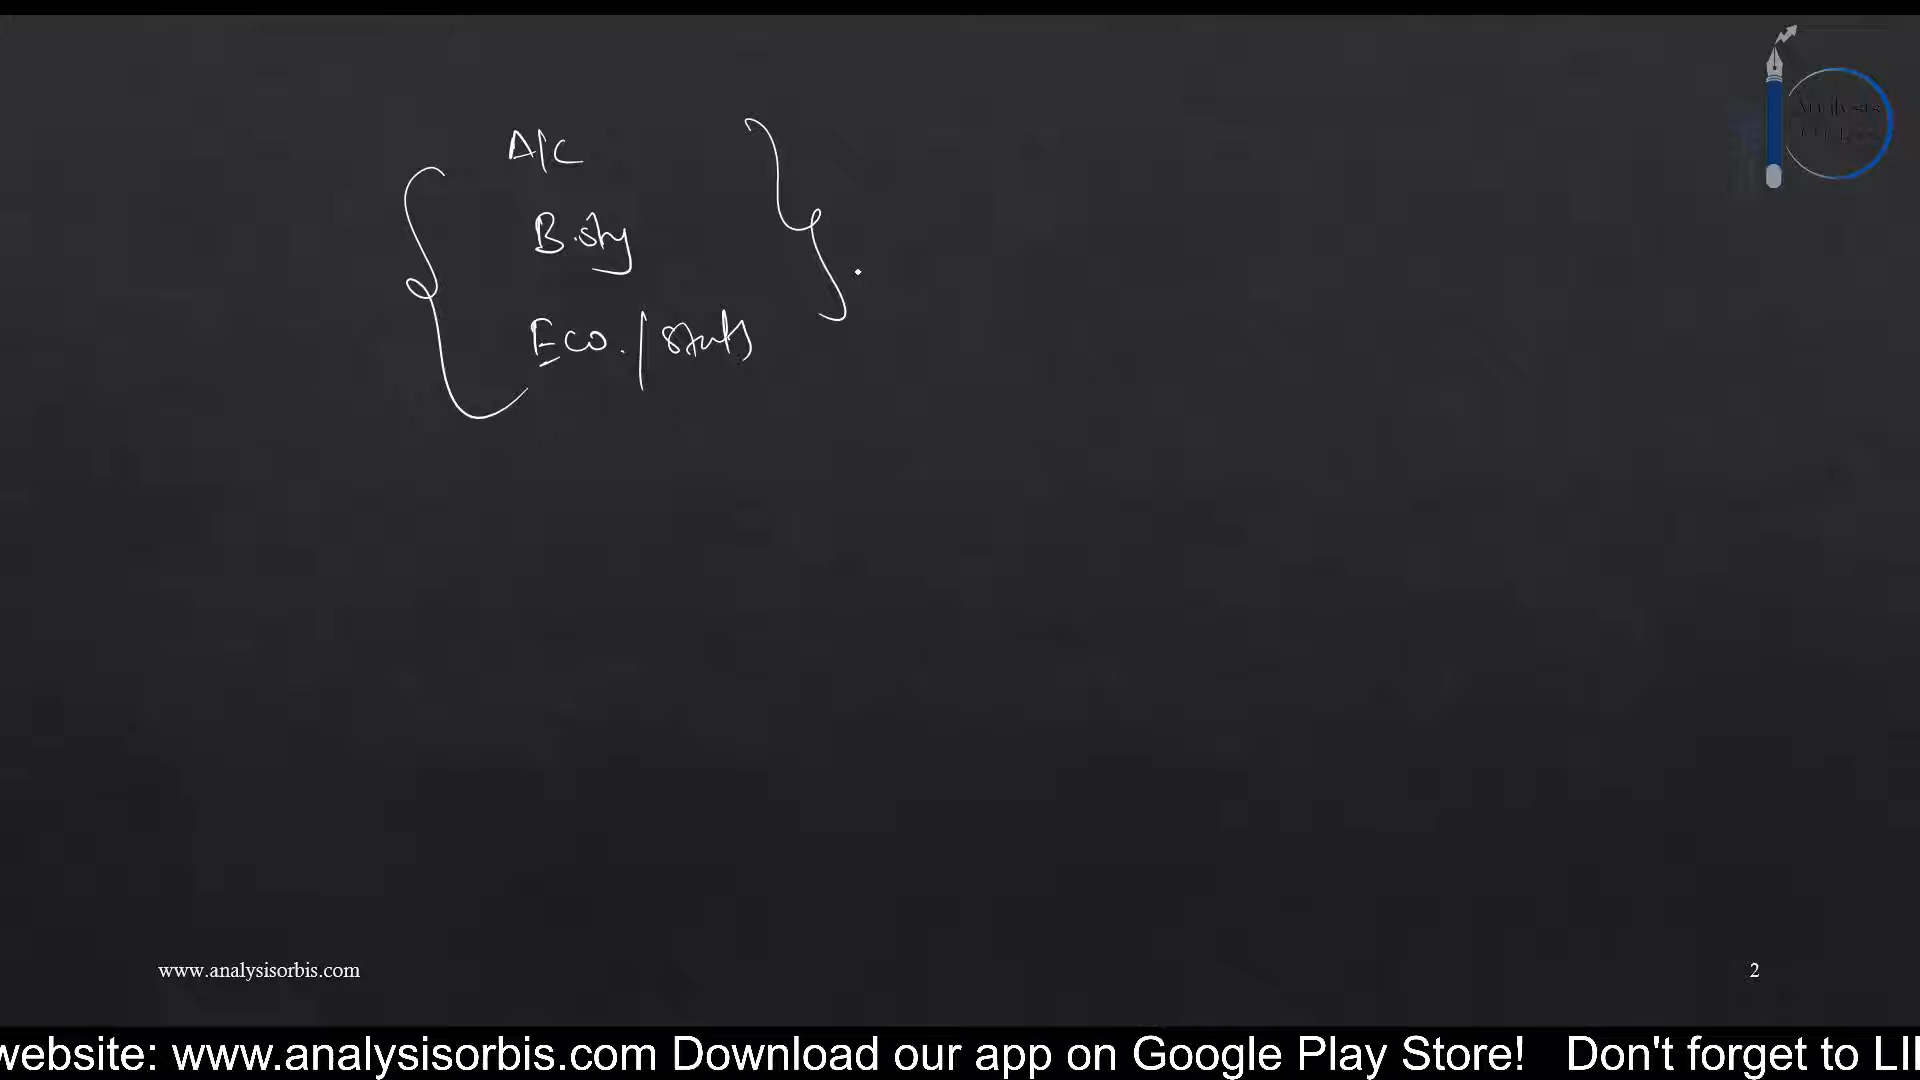 A/C
B.sty
Eco. / stats
www.analysisorbis.com
2
website: www.analysisorbis.com Download our app on Google Play Store! Don't forget to LI